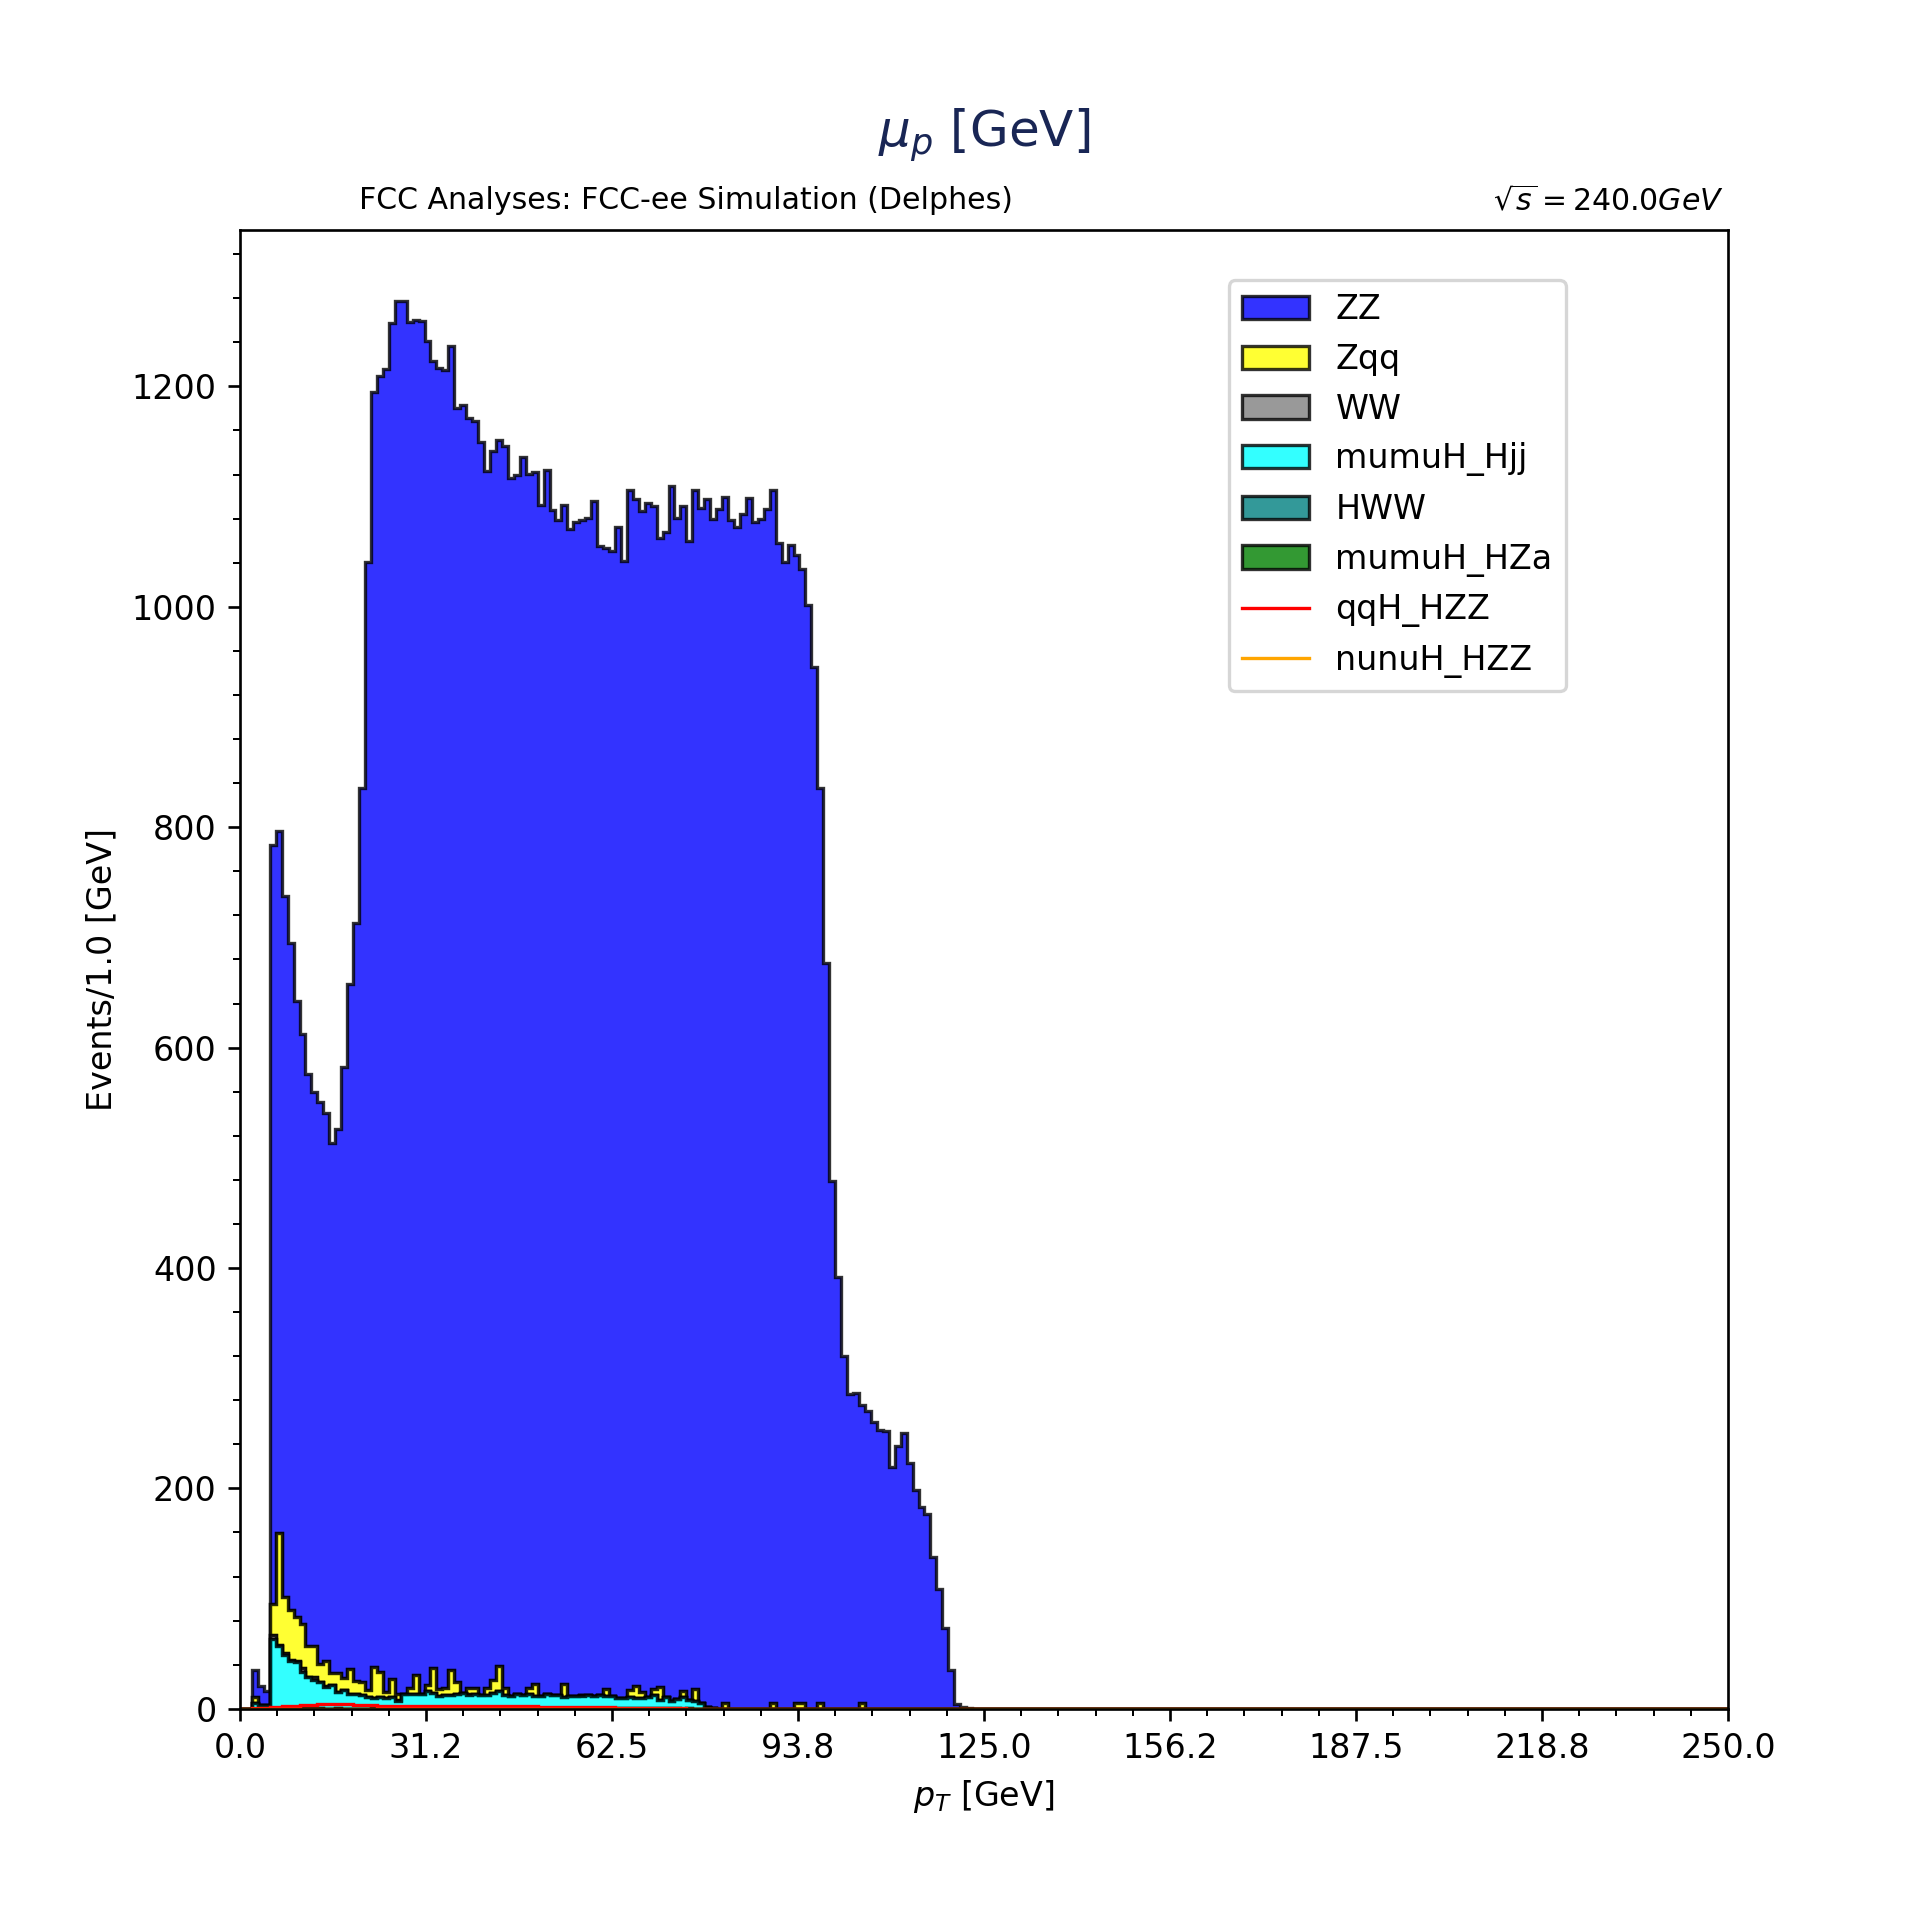 μp [GeV]
FCC Analyses: FCC-ee Simulation (Delphes)
√s = 240.0GeV
ZZ
Zqq
WW
mumuH_Hjj
HWW
mumuH_HZa
qqH_HZZ
nunuH_HZZ
Events/1.0 [GeV]
1200
1000
800
600
400
200
0
0.0 31.2 62.5 93.8 125.0 156.2 187.5 218.8 250.0
pT [GeV]